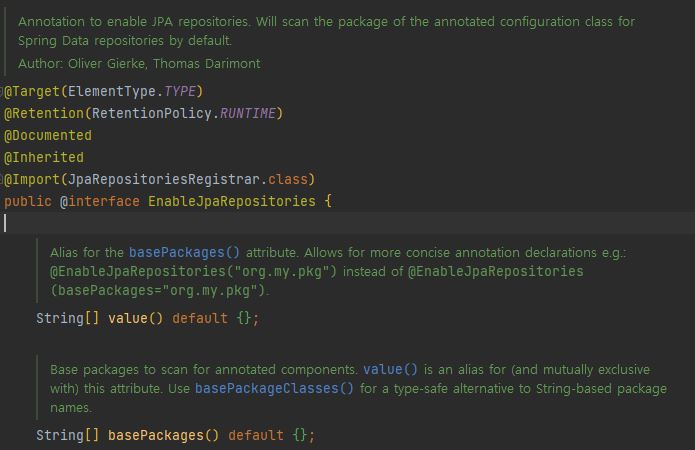 Annotation to enable JPA repositories. Will scan the package of the annotated configuration class for
Spring Data repositories by default.
Author: Oliver Gierke, Thomas Darimont
@Target(ElementType.TYPE)
@Retention(RetentionPolicy.RUNTIME)
@Documented
@Inherited
@Import(JpaRepositoriesRegistrar.class)
public @interface EnableJpaRepositories {
Alias for the basePackages() attribute. Allows for more concise annotation declarations e.g.:
@EnableJpaRepositories("org.my.pkg") instead of @EnableJpaRepositories
(basePackages="org.my.pkg").
String[] value() default {};
Base packages to scan for annotated components. value() is an alias for (and mutually exclusive
with) this attribute. Use basePackageClasses() for a type-safe alternative to String-based package
names.
String[] basePackages() default {};